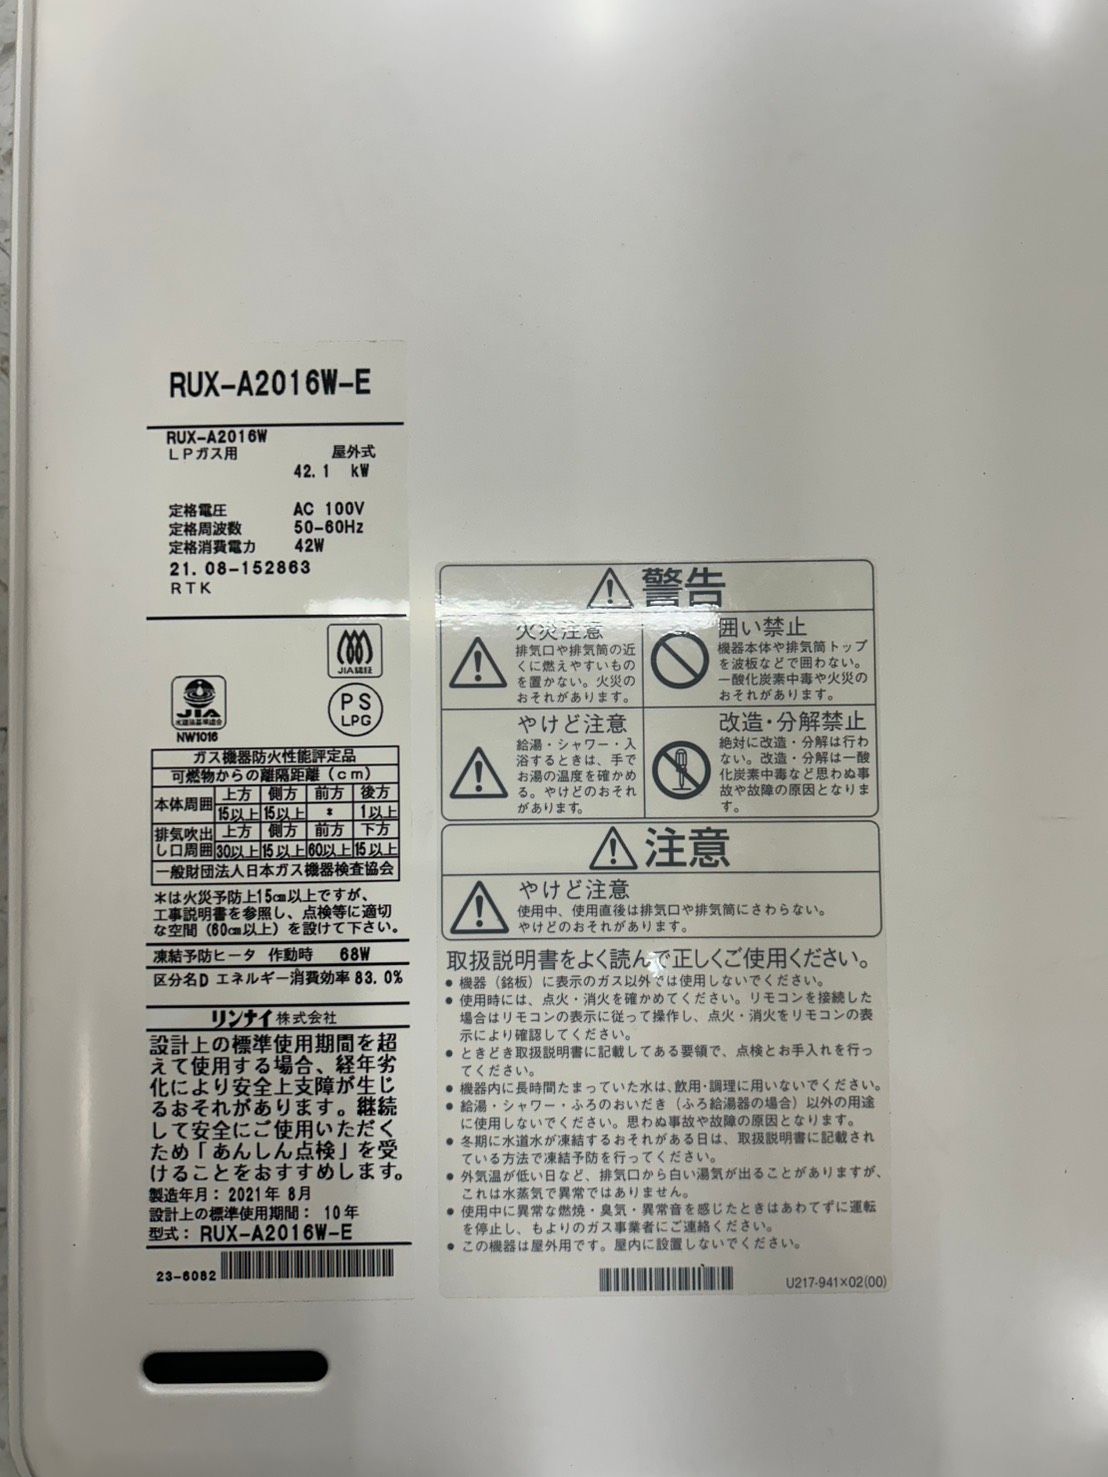 RUX-A2016W-E
RUX-A2016W
LPガス用 屋外式
42.1 kW
定格電圧 AC 100V
定格周波数 50-60Hz
定格消費電力 42W
21.08-152863
RTK
JIA認証
JIA
NW1016
PS
LPG
ガス機器防火性能評定品
可燃物からの離隔距離(cm)
本体周囲 上方 側方 前方 後方
15以上 15以上 * 1以上
排気吹出し口周囲 上方 側方 前方 下方
30以上 15以上 60以上 15以上
一般財団法人日本ガス機器検査協会
*は火災予防上15cm以上ですが、
工事説明書を参照し、点検等に適切
な空間(60cm以上)を設けて下さい。
凍結予防ヒータ 作動時 68W
区分名D エネルギー消費効率 83.0%
リンナイ株式会社
設計上の標準使用期間を超
えて使用する場合、経年劣
化により安全上支障が生じ
るおそれがあります。継続
して安全にご使用いただく
ため「あんしん点検」を受
けることをおすすめします。
製造年月: 2021年 8月
設計上の標準使用期間: 10年
型式: RUX-A2016W-E
23-6082
警告
火災注意
排気口や排気筒の近
くに燃えやすいもの
を置かない。火災の
おそれがあります。
囲い禁止
機器本体や排気筒トップ
を波板などで囲わない。
一酸化炭素中毒や火災の
おそれがあります。
やけど注意
給湯・シャワー・入
浴するときは、手で
お湯の温度を確かめ
る。やけどのおそれ
があります。
改造・分解禁止
絶対に改造・分解は行わ
ない。改造・分解は一酸
化炭素中毒など思わぬ事
故や故障の原因となりま
す。
注意
やけど注意
使用中、使用直後は排気口や排気筒にさわらない。
やけどのおそれがあります。
取扱説明書をよく読んで正しくご使用ください。
● 機器(銘板)に表示のガス以外では使用しないでください。
● 使用時には、点火・消火を確かめてください。リモコンを接続した
場合はリモコンの表示に従って操作し、点火・消火をリモコンの表
示により確認してください。
● ときどき取扱説明書に記載してある要領で、点検とお手入れを行っ
てください。
● 機器内に長時間たまっていた水は、飲用・調理に用いないでください。
● 給湯・シャワー・ふろのおいだき(ふろ給湯器の場合)以外の用途
に使用しないでください。思わぬ事故や故障の原因となります。
● 冬期に水道水が凍結するおそれがある日は、取扱説明書に記載され
ている方法で凍結予防を行ってください。
● 外気温が低い日など、排気口から白い湯気が出ることがありますが、
これは水蒸気で異常ではありません。
● 使用中に異常な燃焼・臭気・異常音を感じたときはあわてずに運転
を停止し、もよりのガス事業者にご連絡ください。
● この機器は屋外用です。屋内に設置しないでください。
U217-941×02(00)